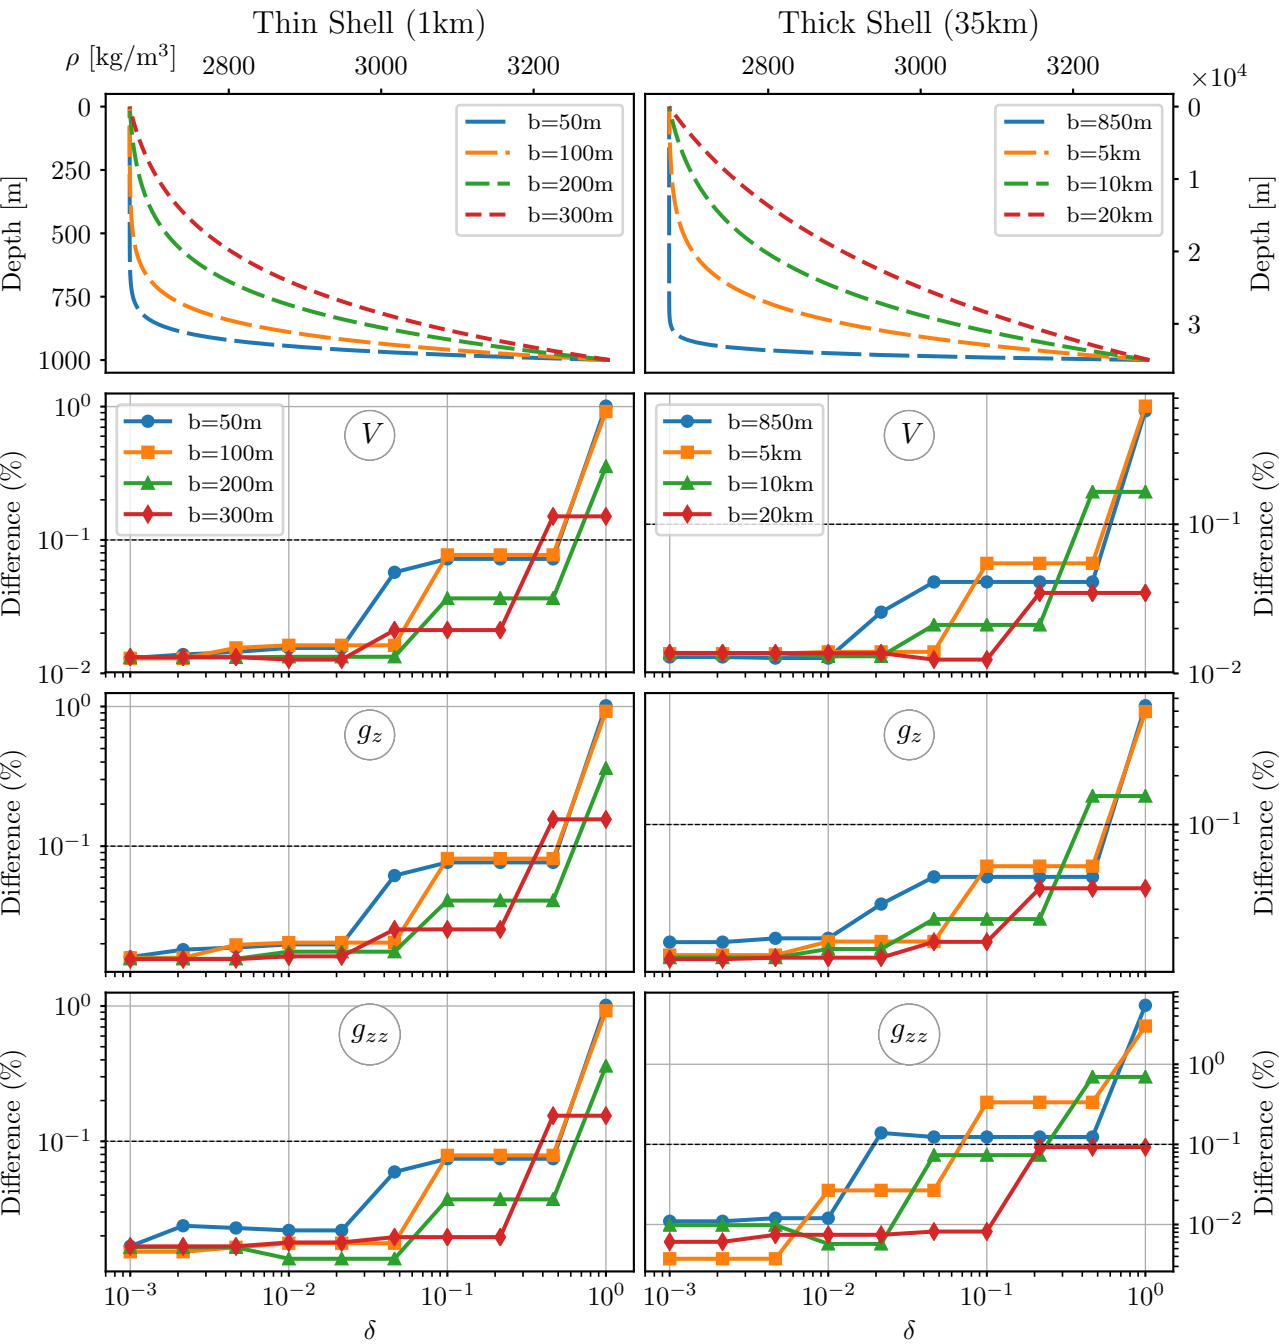 Thin Shell (1km)
Thick Shell (35km)
ρ [kg/m³]
2800
3000
3200
2800
3000
3200
×10⁴
0
250
500
750
1000
Depth [m]
b=50m
b=100m
b=200m
b=300m
b=850m
b=5km
b=10km
b=20km
0
1
2
3
Depth [m]
10⁰
10⁻¹
10⁻²
Difference (%)
b=50m
b=100m
b=200m
b=300m
V
b=850m
b=5km
b=10km
b=20km
V
10⁻¹
10⁻²
Difference (%)
10⁰
10⁻¹
Difference (%)
g_z
g_z
10⁻¹
Difference (%)
10⁰
10⁻¹
Difference (%)
g_zz
g_zz
10⁰
10⁻¹
10⁻²
Difference (%)
10⁻³
10⁻²
10⁻¹
10⁰
10⁻³
10⁻²
10⁻¹
10⁰
δ
δ